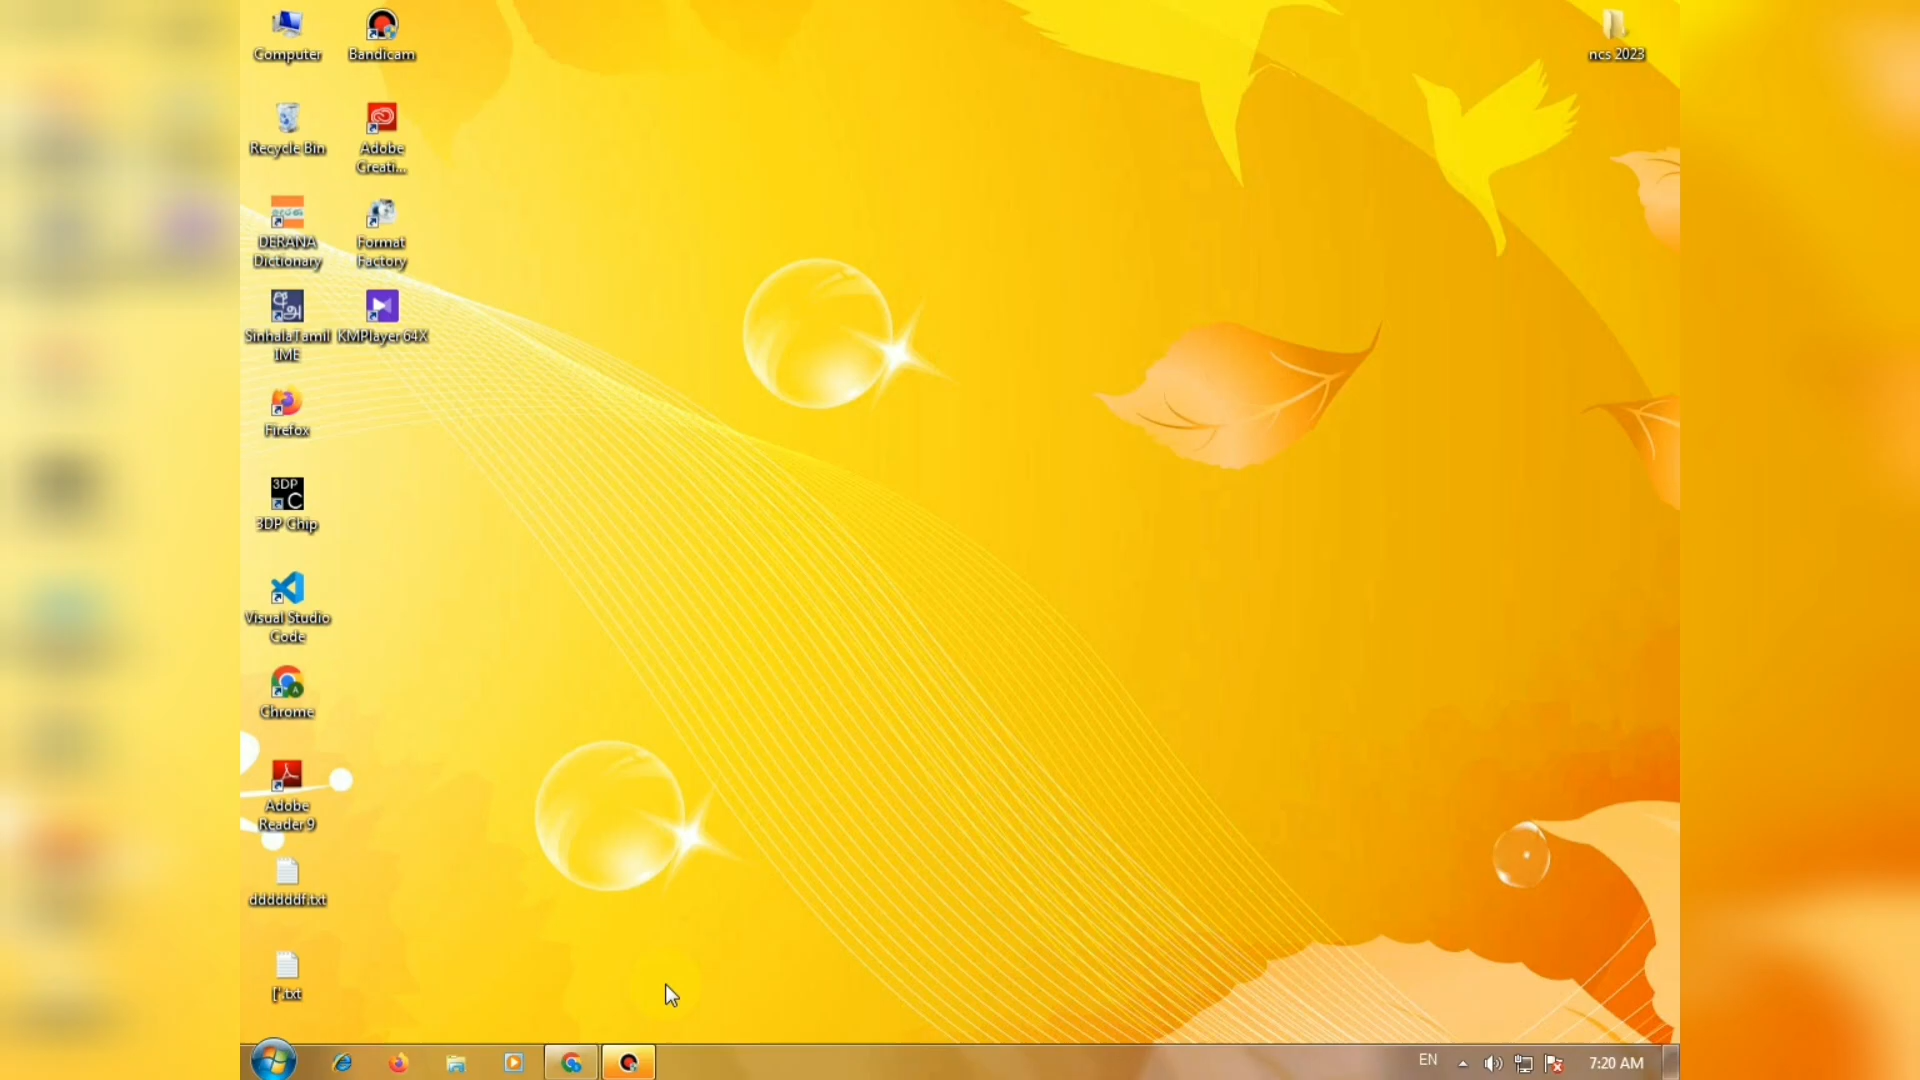 Computer
Bandicam
ncs 2023
Recycle Bin
Adobe
Creati...
DERANA
Dictionary
Format
Factory
SinhalaTamil
IME
KMPlayer 64X
Firefox
3DP
C
3DP Chip
Visual Studio
Code
Chrome
Adobe
Reader 9
ddddddf.txt
['.txt
EN
7:20 AM